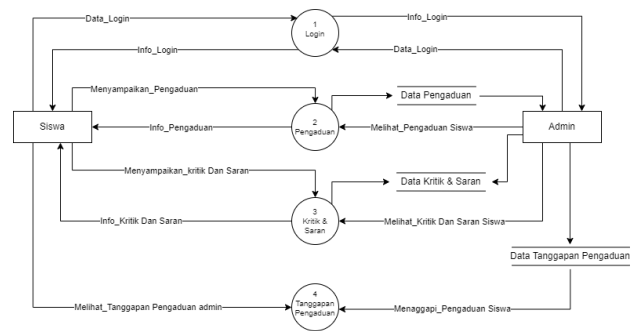 1
Login
Data_Login
Info_Login
Info_Login
Data_Login
Menyampaikan_Pengaduan
Data Pengaduan
Siswa
Info_Pengaduan
2
Pengaduan
Melihat_Pengaduan Siswa
Admin
Menyampaikan_kritik Dan Saran
Data Kritik & Saran
Info_Kritik Dan Saran
3
Kritik &
Saran
Melihat_Kritik Dan Saran Siswa
Data Tanggapan Pengaduan
Melihat_Tanggapan Pengaduan admin
4
Tanggapan
Pengaduan
Menaggapi_Pengaduan Siswa